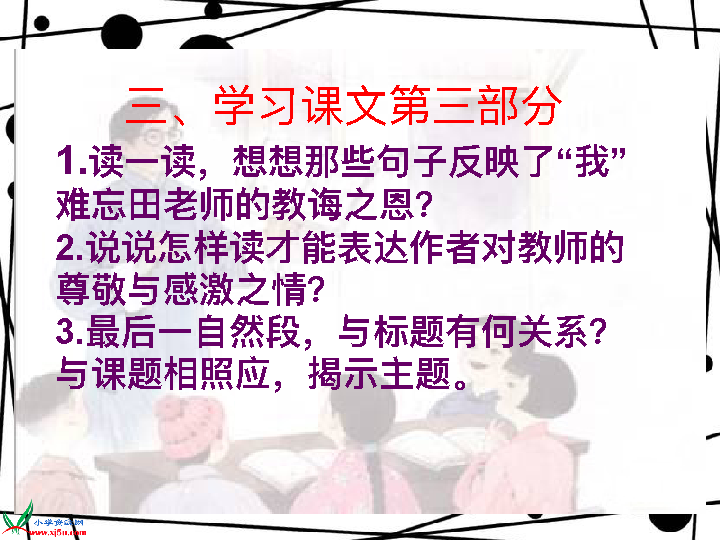 三、学习课文第三部分
1.读一读，想想那些句子反映了“我”
难忘田老师的教诲之恩?
2.说说怎样读才能表达作者对教师的
尊敬与感激之情?
3.最后一自然段，与标题有何关系?
与课题相照应，揭示主题。
小学资源网
www.xj5u.com